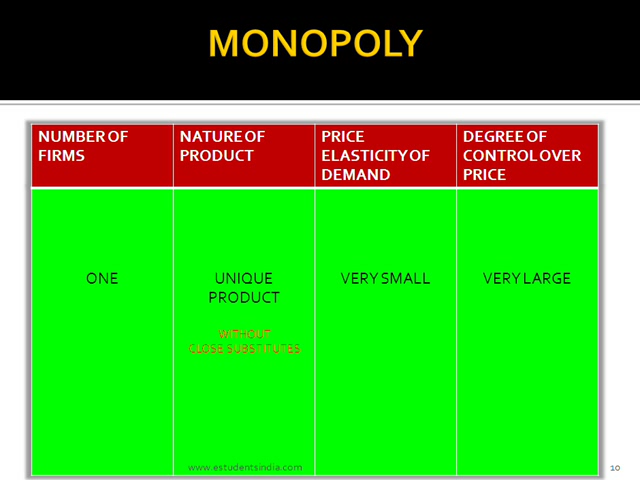 MONOPOLY
NUMBER OF
FIRMS
NATURE OF
PRODUCT
PRICE
ELASTICITY OF
DEMAND
DEGREE OF
CONTROL OVER
PRICE
ONE
UNIQUE
PRODUCT
WITHOUT
CLOSE SUBSTITUTES
VERY SMALL
VERY LARGE
www.estudentsindia.com
10